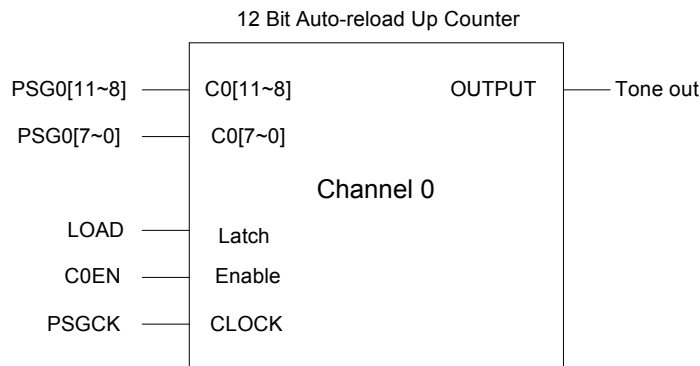 12 Bit Auto-reload Up Counter
PSG0[11~8] C0[11~8] OUTPUT Tone out
PSG0[7~0] C0[7~0]
Channel 0
LOAD Latch
C0EN Enable
PSGCK CLOCK